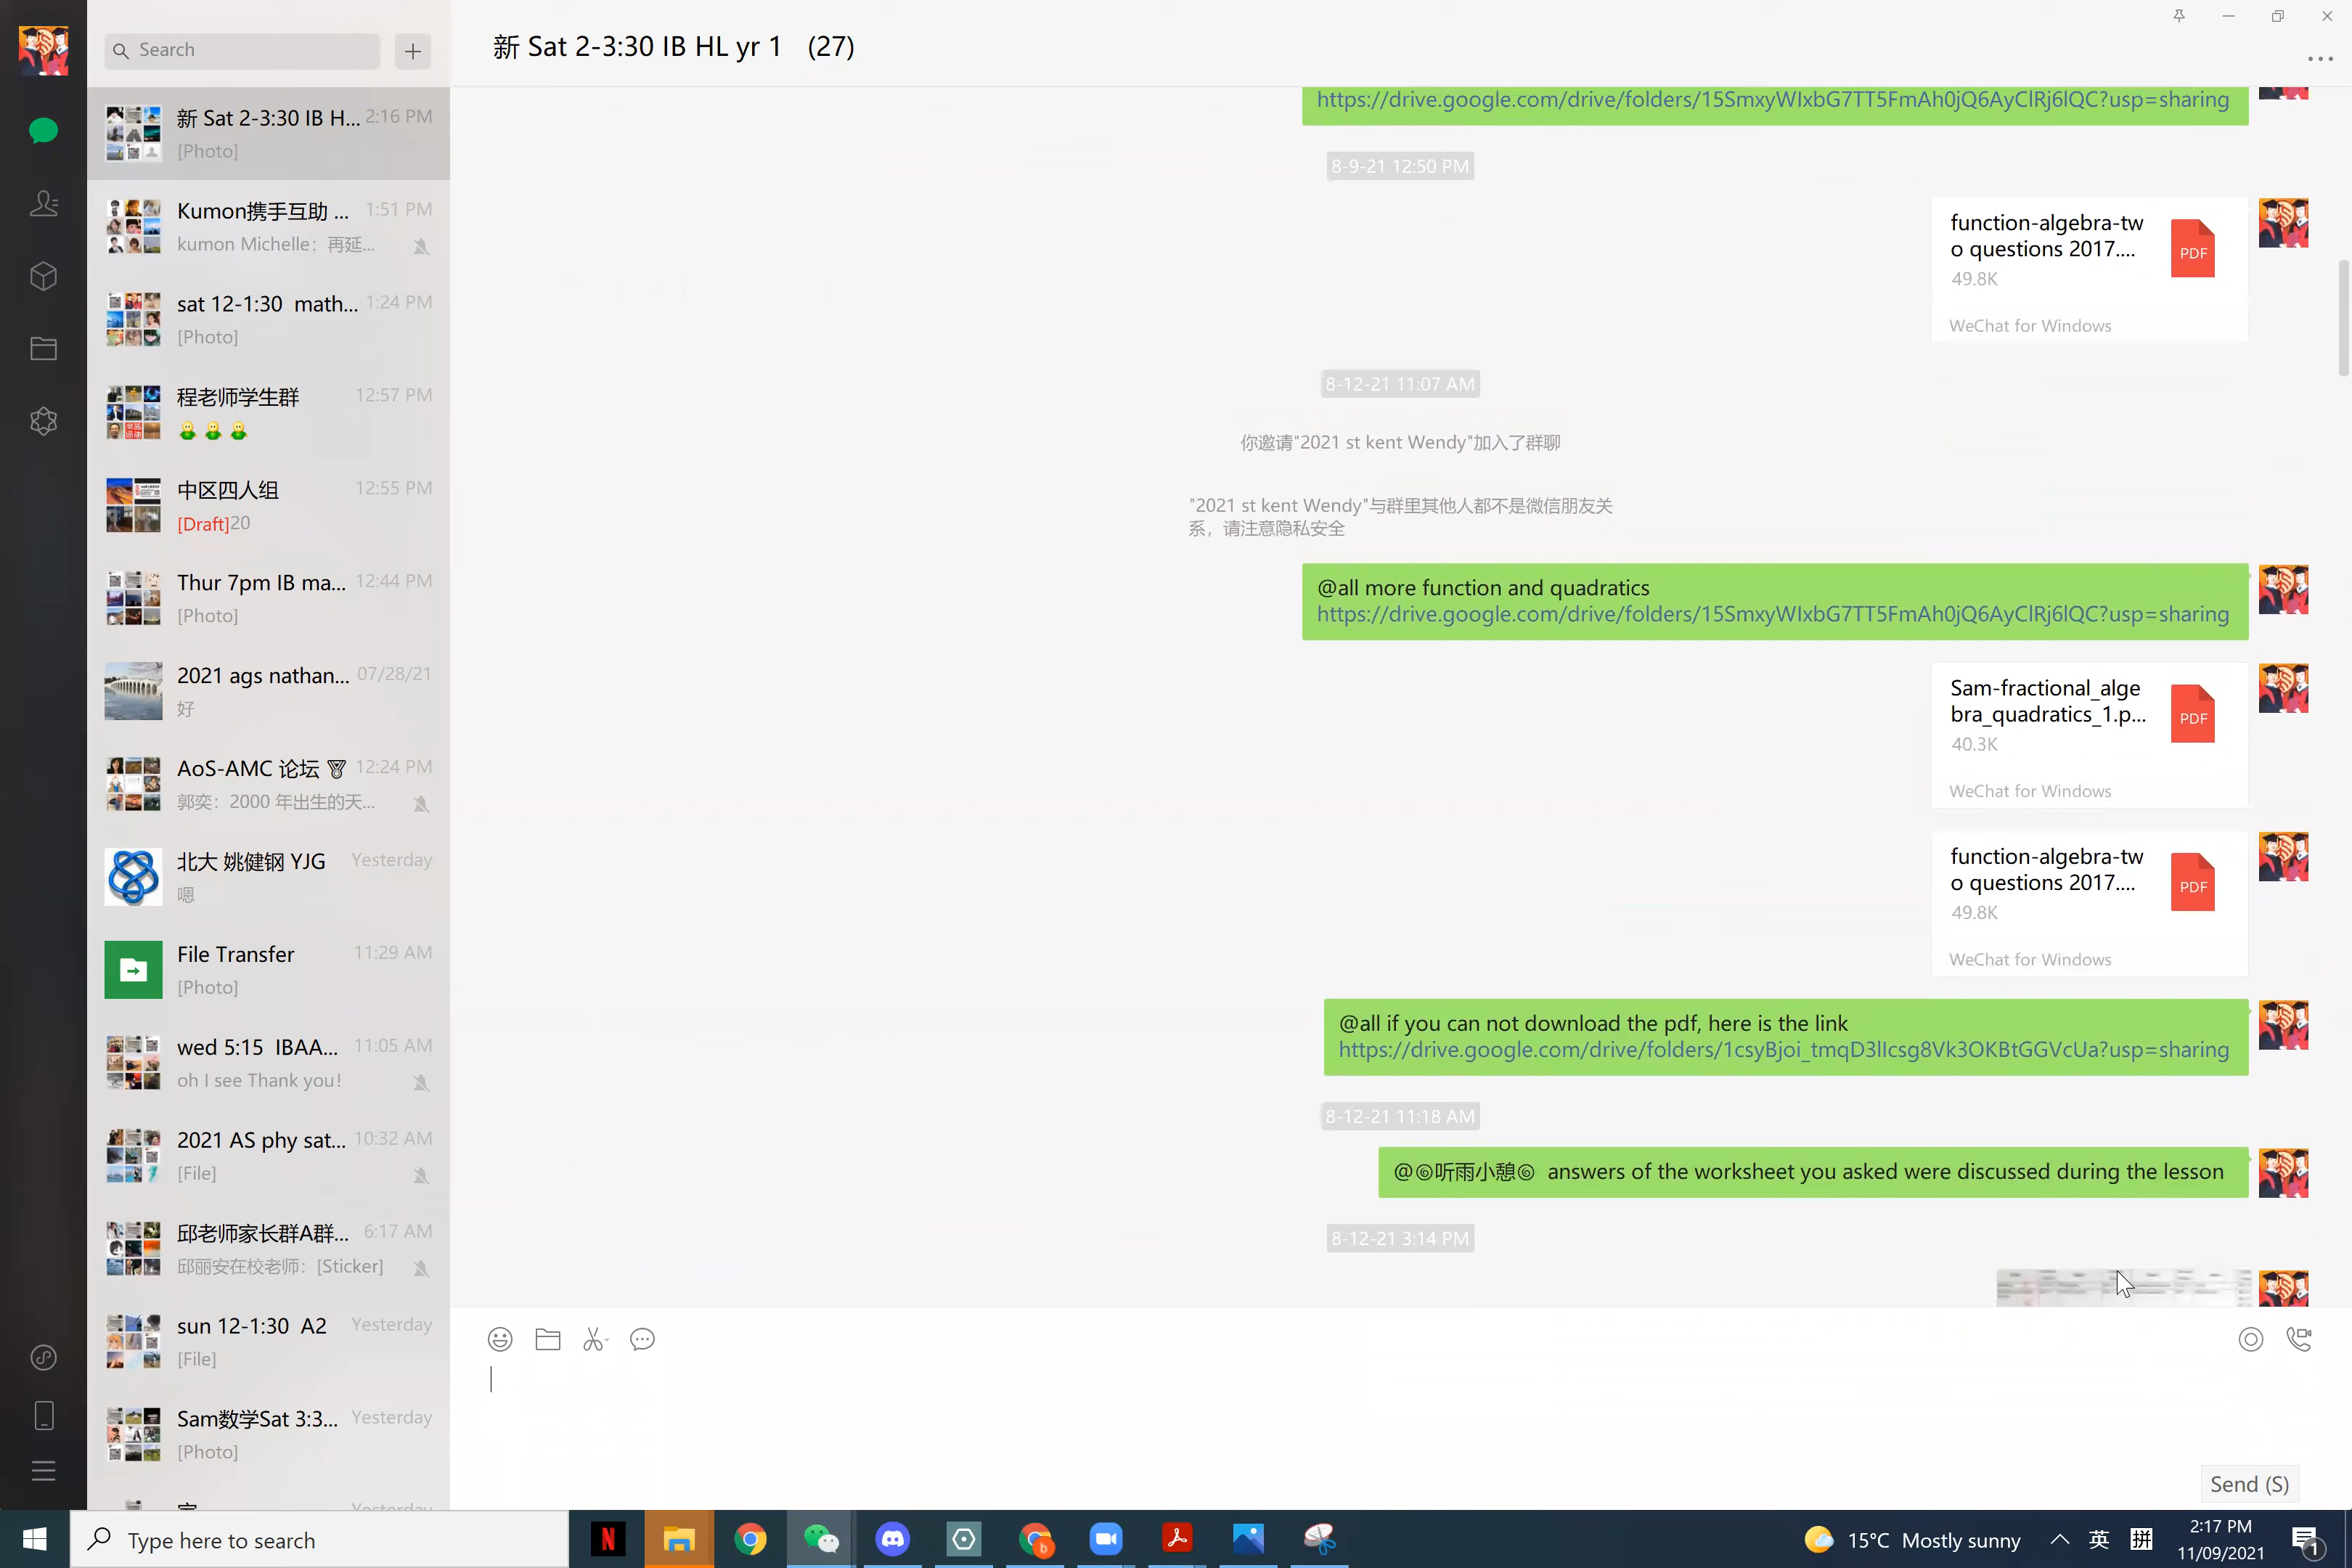 Search
新 Sat 2-3:30 IB H... 2:16 PM
[Photo]
Kumon携手互助 ... 1:51 PM
kumon Michelle：再延...
sat 12-1:30 math... 1:24 PM
[Photo]
程老师学生群 12:57 PM
中区四人组 12:55 PM
[Draft]20
Thur 7pm IB ma... 12:44 PM
[Photo]
2021 ags nathan... 07/28/21
好
AoS-AMC 论坛 12:24 PM
郭奕：2000 年出生的天...
北大 姚健钢 YJG Yesterday
嗯
File Transfer 11:29 AM
[Photo]
wed 5:15 IBAA... 11:05 AM
oh I see Thank you!
2021 AS phy sat... 10:32 AM
[File]
邱老师家长群A群... 6:17 AM
邱丽安在校老师：[Sticker]
sun 12-1:30 A2 Yesterday
[File]
Sam数学Sat 3:3... Yesterday
[Photo]
Yesterday
新 Sat 2-3:30 IB HL yr 1 (27)
https://drive.google.com/drive/folders/15SmxyWIxbG7TT5FmAh0jQ6AyClRj6lQC?usp=sharing
8-9-21 12:50 PM
function-algebra-tw
o questions 2017....
PDF
49.8K
WeChat for Windows
8-12-21 11:07 AM
你邀请"2021 st kent Wendy"加入了群聊
"2021 st kent Wendy"与群里其他人都不是微信朋友关
系，请注意隐私安全
@all more function and quadratics
https://drive.google.com/drive/folders/15SmxyWIxbG7TT5FmAh0jQ6AyClRj6lQC?usp=sharing
Sam-fractional_alge
bra_quadratics_1.p...
PDF
40.3K
WeChat for Windows
function-algebra-tw
o questions 2017....
PDF
49.8K
WeChat for Windows
@all if you can not download the pdf, here is the link
https://drive.google.com/drive/folders/1csyBjoi_tmqD3lIcsg8Vk3OKBtGGVcUa?usp=sharing
8-12-21 11:18 AM
@◎听雨小憩◎ answers of the worksheet you asked were discussed during the lesson
8-12-21 3:14 PM
Send (S)
Type here to search
15°C Mostly sunny
英
拼
2:17 PM
11/09/2021
1